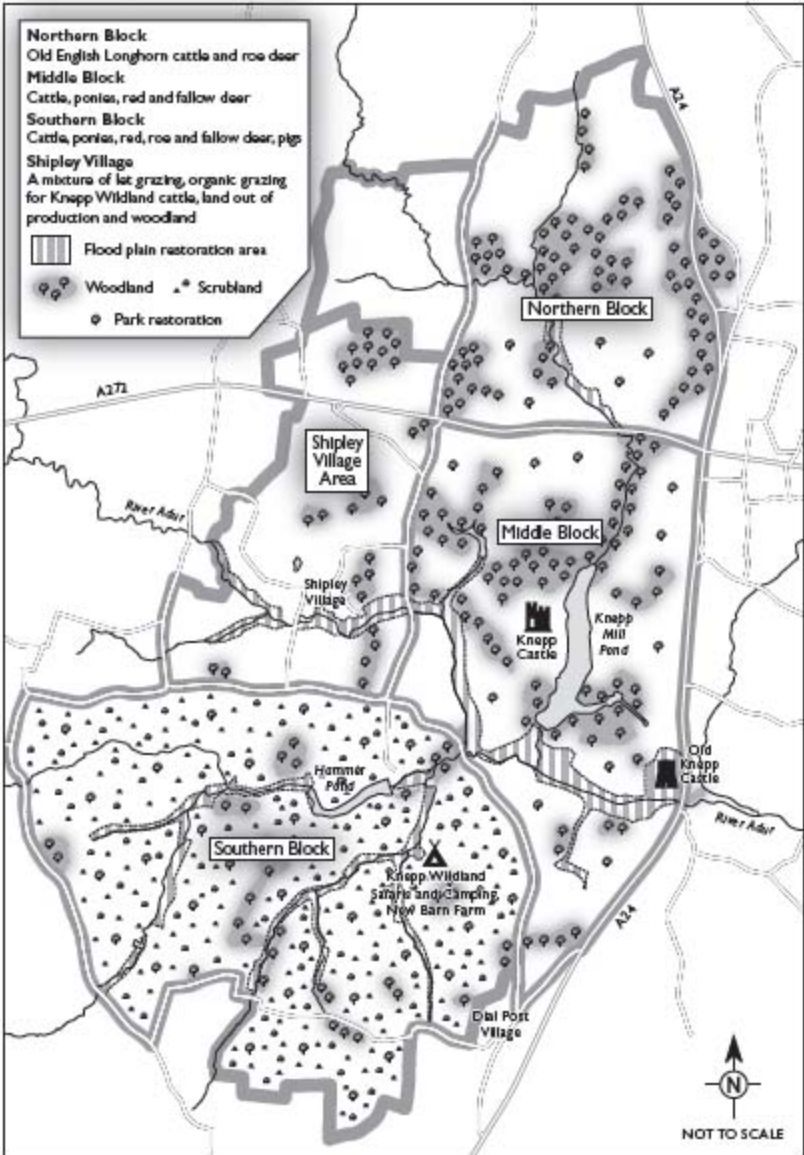 Northern Block
Old English Longhorn cattle and roe deer
Middle Block
Cattle, ponies, red and fallow deer
Southern Block
Cattle, ponies, red, roe and fallow deer, pigs
Shipley Village
A mixture of let grazing, organic grazing
for Knepp Wildland cattle, land out of
production and woodland
Flood plain restoration area
Woodland
Scrubland
Park restoration
A24
Northern Block
A272
Shipley
Village
Area
River Adur
Middle Block
Shipley
Village
Knepp
Castle
Knepp
Mill
Pond
Old
Knepp
Castle
Hammer
Pond
River Adur
Southern Block
Knepp Wildland
Safaris and Camping,
New Barn Farm
A24
Dial Post
Village
N
NOT TO SCALE